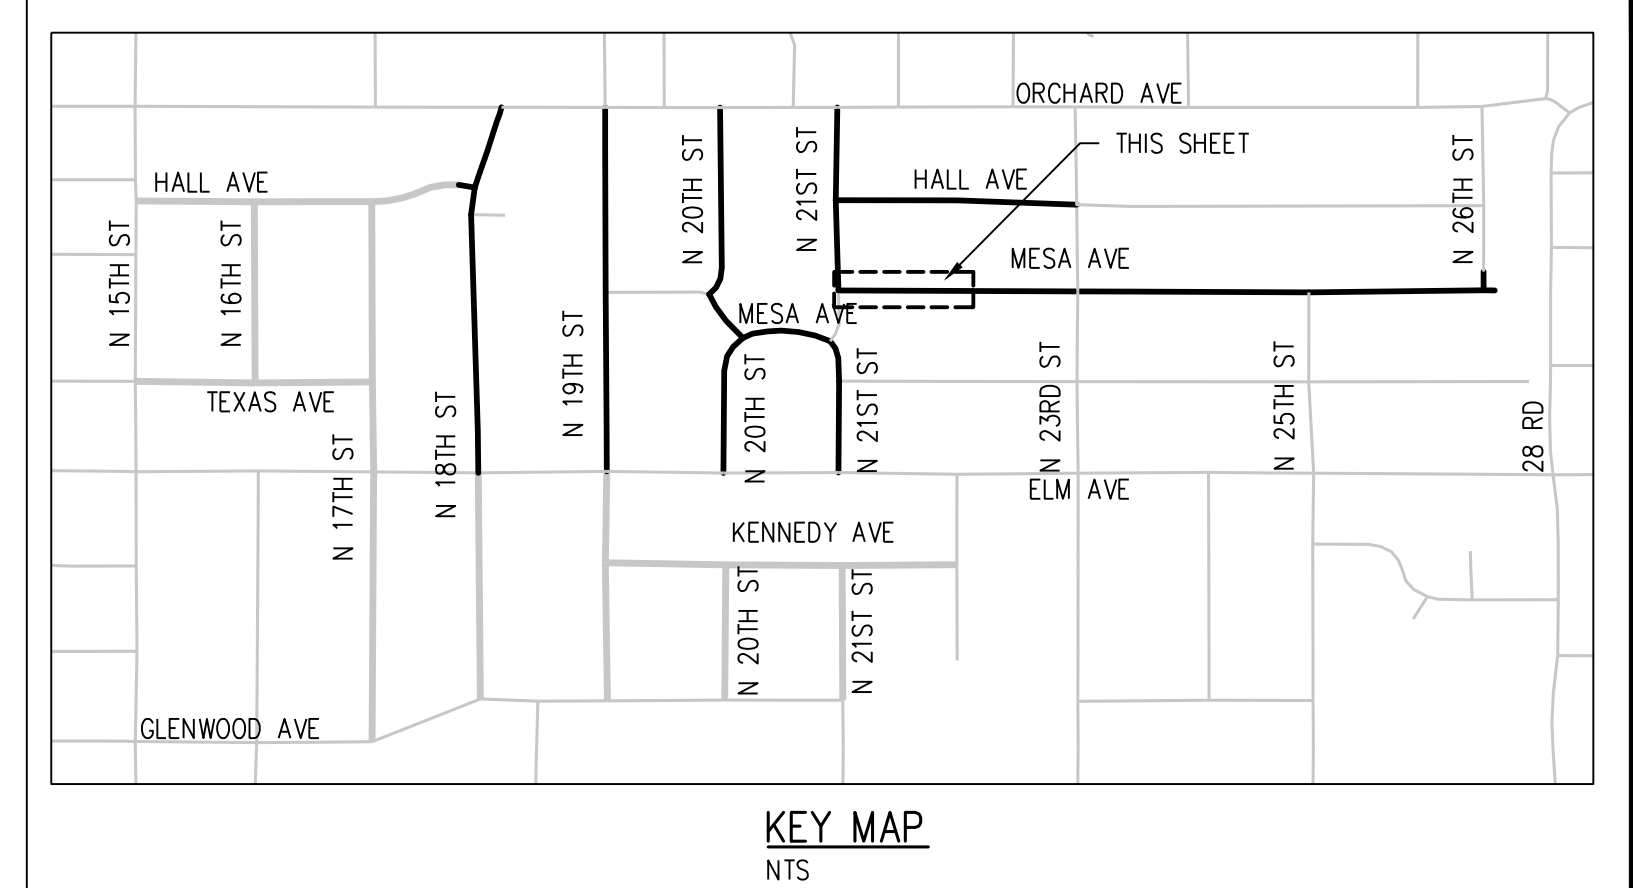 ORCHARD AVE
THIS SHEET
HALL AVE
HALL AVE
N 20TH ST
N 21ST ST
N 26TH ST
N 15TH ST
N 16TH ST
MESA AVE
MESA AVE
N 19TH ST
TEXAS AVE
N 18TH ST
N 17TH ST
N 20TH ST
N 21ST ST
N 23RD ST
N 25TH ST
28 RD
ELM AVE
KENNEDY AVE
N 20TH ST
N 21ST ST
GLENWOOD AVE
KEY MAP
NTS